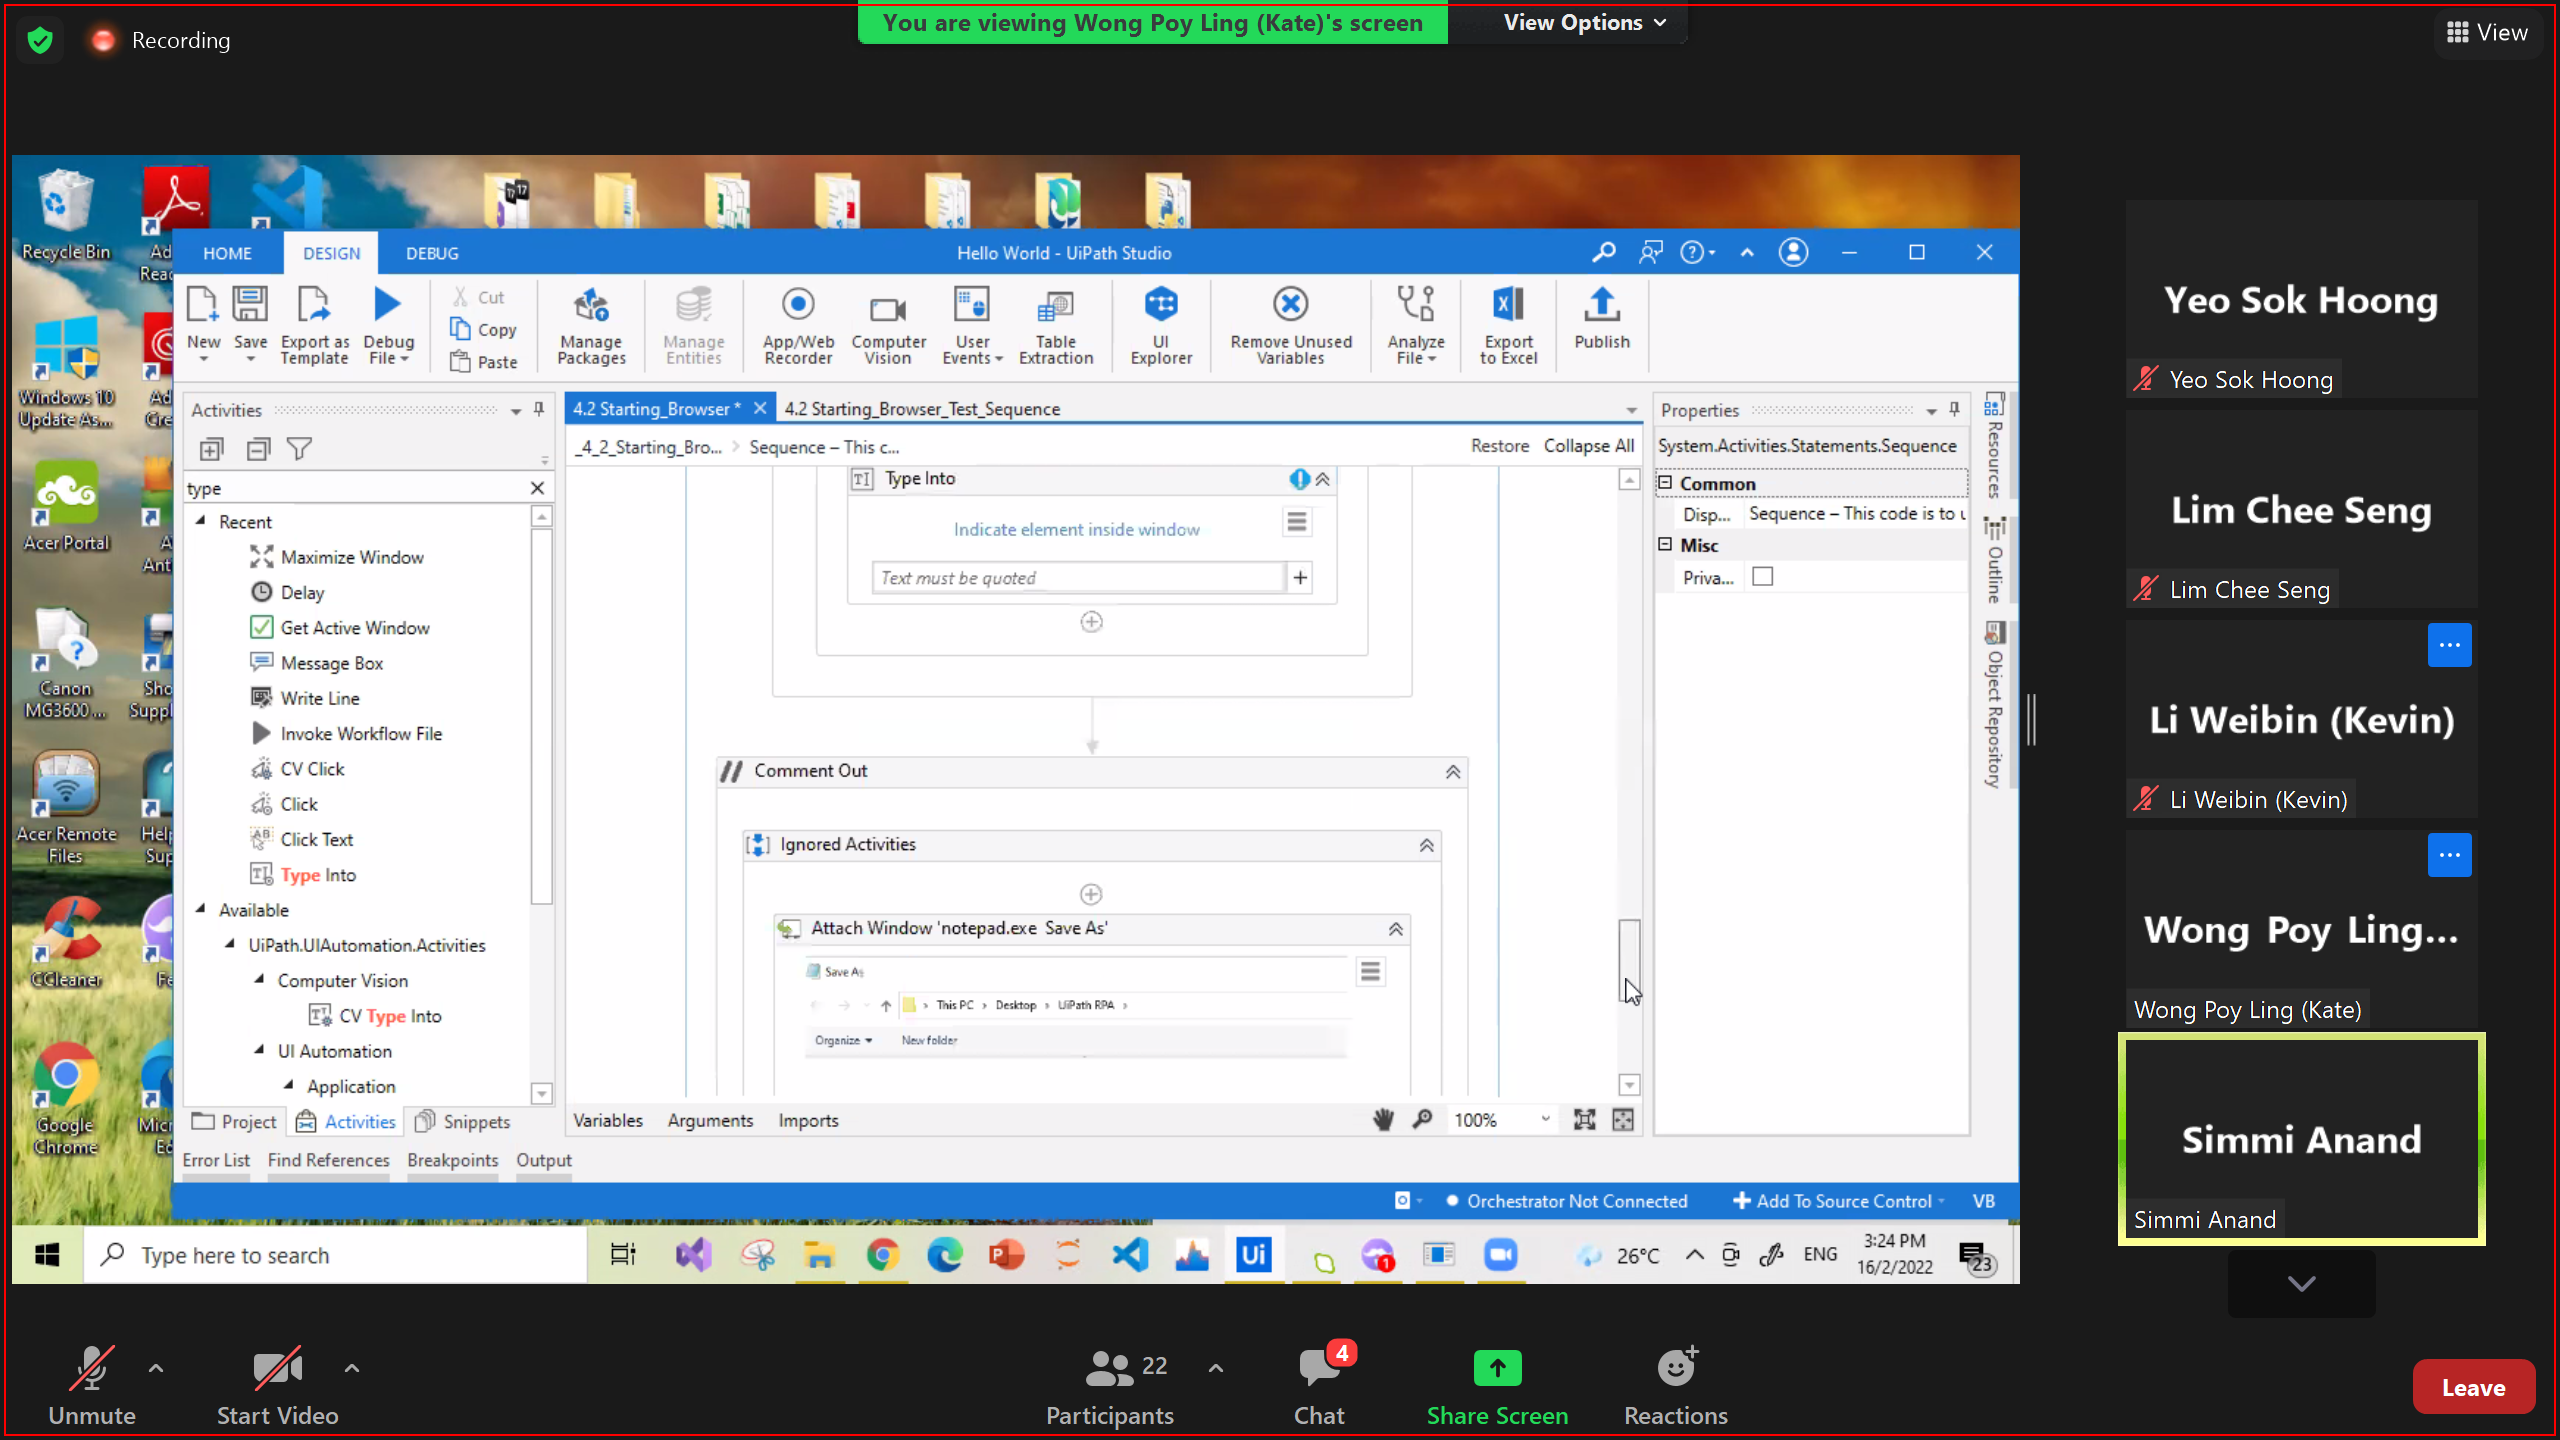 Recording
You are viewing Wong Poy Ling (Kate)'s screen
View Options
View
Recycle Bin
Windows 10
Update As...
Acer Portal
Canon
MG3600 ...
Acer Remote
Files
CCleaner
Google
Chrome
HOME
DESIGN
DEBUG
Hello World - UiPath Studio
New
Save
Export as
Template
Debug
File
Cut
Copy
Paste
Manage
Packages
Manage
Entities
App/Web
Recorder
Computer
Vision
User
Events
Table
Extraction
UI
Explorer
Remove Unused
Variables
Analyze
File
Export
to Excel
Publish
Activities
type
Recent
Maximize Window
Delay
Get Active Window
Message Box
Write Line
Invoke Workflow File
CV Click
Click
Click Text
Type Into
Available
UiPath.UIAutomation.Activities
Computer Vision
CV Type Into
UI Automation
Application
Project
Activities
Snippets
4.2 Starting_Browser *
4.2 Starting_Browser_Test_Sequence
_4_2_Starting_Bro...
Sequence – This c...
Restore
Collapse All
Type Into
Indicate element inside window
Text must be quoted
Comment Out
Ignored Activities
Attach Window 'notepad.exe Save As'
Save As
This PC
Desktop
UiPath RPA
Organize
New folder
Variables
Arguments
Imports
100%
Properties
System.Activities.Statements.Sequence
Common
Disp...
Sequence – This code is to u
Misc
Priva...
Resources
Outline
Object Repository
Error List
Find References
Breakpoints
Output
Orchestrator Not Connected
Add To Source Control
VB
Type here to search
Ui
1
26°C
ENG
3:24 PM
16/2/2022
23
Yeo Sok Hoong
Yeo Sok Hoong
Lim Chee Seng
Lim Chee Seng
Li Weibin (Kevin)
Li Weibin (Kevin)
Wong Poy Ling...
Wong Poy Ling (Kate)
Simmi Anand
Simmi Anand
Unmute
Start Video
22
Participants
4
Chat
Share Screen
Reactions
Leave